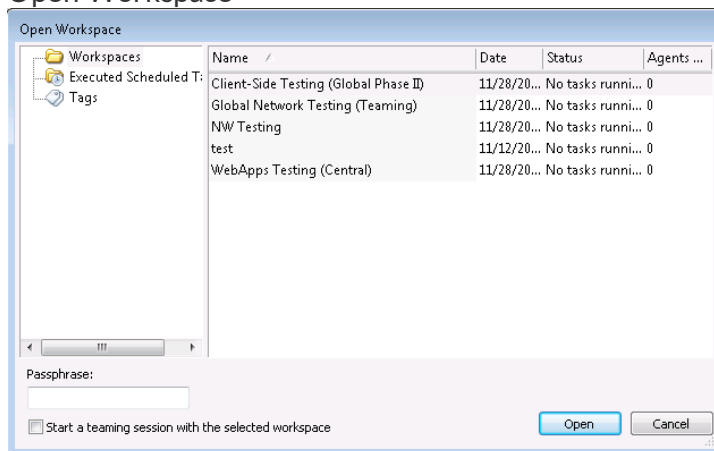 Open Workspace
Open Workspace
Workspaces
Executed Scheduled T
Tags
Name Date Status Agents ...
Client-Side Testing (Global Phase II) 11/28/20... No tasks runni... 0
Global Network Testing (Teaming) 11/28/20... No tasks runni... 0
NW Testing 11/28/20... No tasks runni... 0
test 11/12/20... No tasks runni... 0
WebApps Testing (Central) 11/28/20... No tasks runni... 0
Passphrase:
Start a teaming session with the selected workspace
Open Cancel